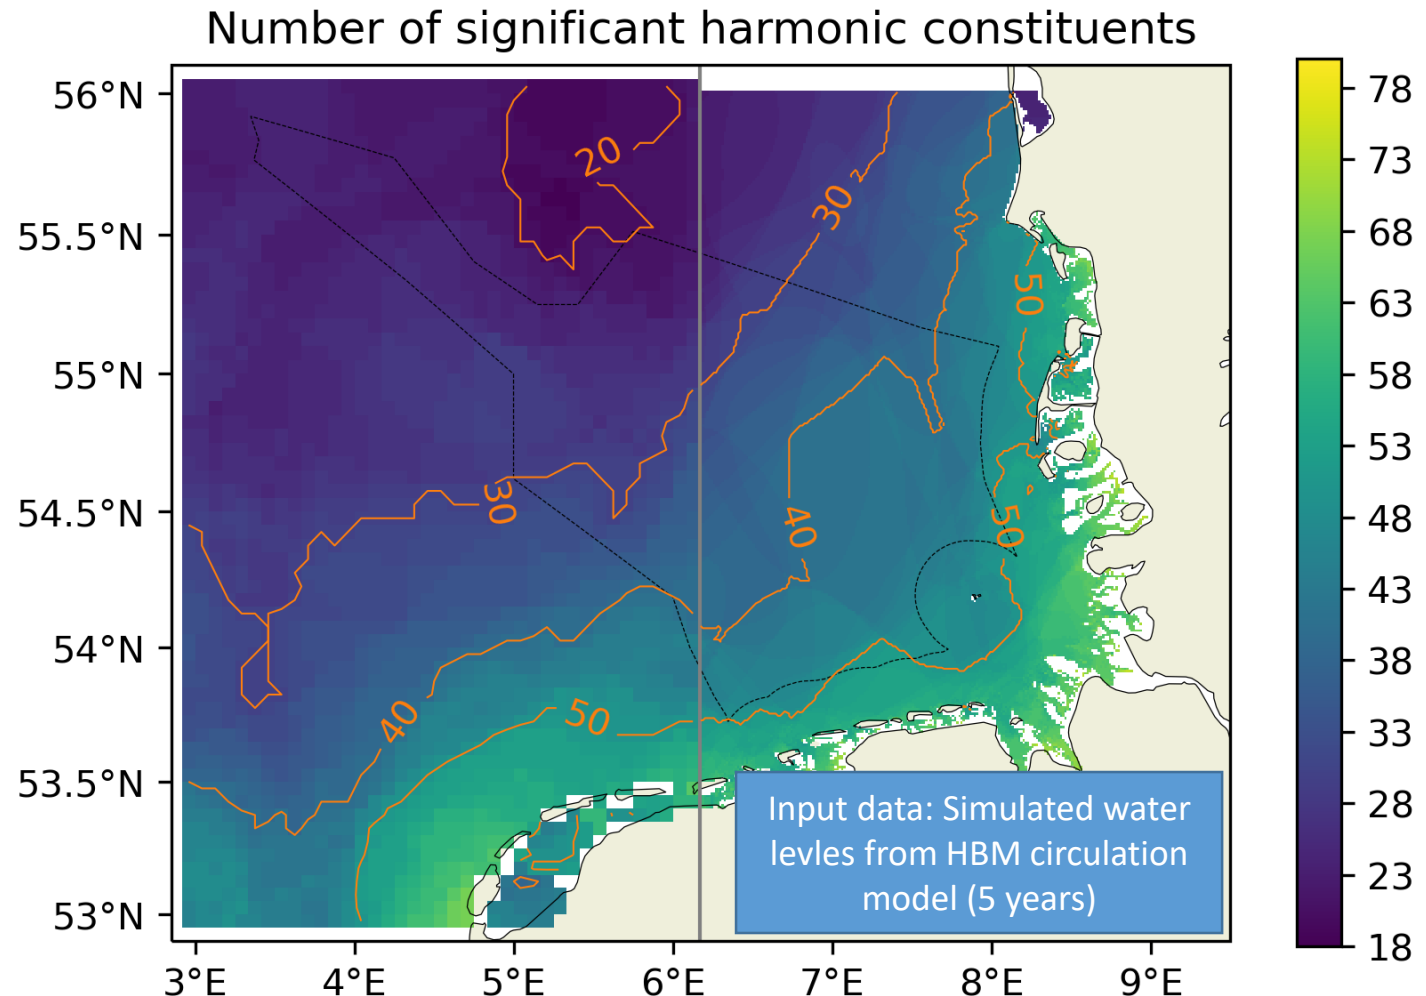 Number of significant harmonic constituents
56°N
55.5°N
55°N
54.5°N
54°N
53.5°N
53°N
3°E
4°E
5°E
6°E
7°E
8°E
9°E
20
30
50
30
40
50
40
50
Input data: Simulated water
levles from HBM circulation
model (5 years)
78
73
68
63
58
53
48
43
38
33
28
23
18